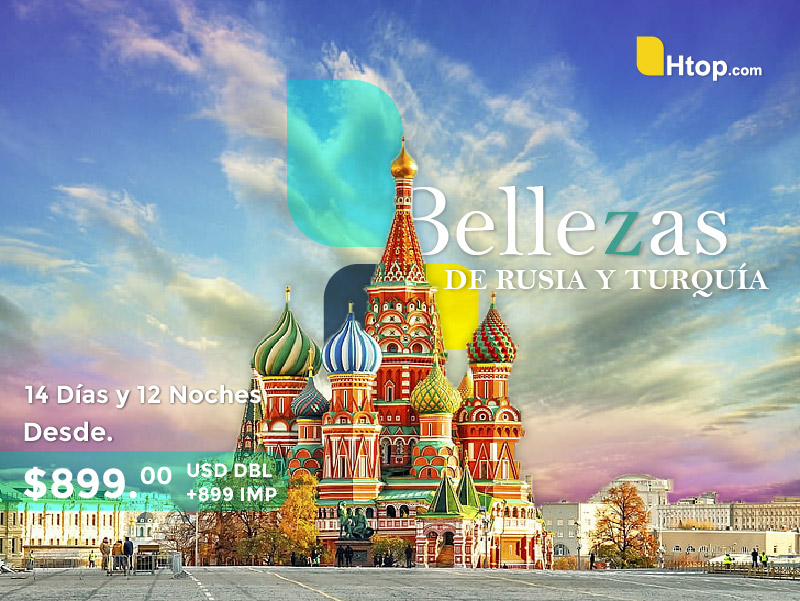 Htop.com
Bellezas
DE RUSIA Y TURQUÍA
14 Días y 12 Noches
Desde.
$899.00 USD DBL
+899 IMP